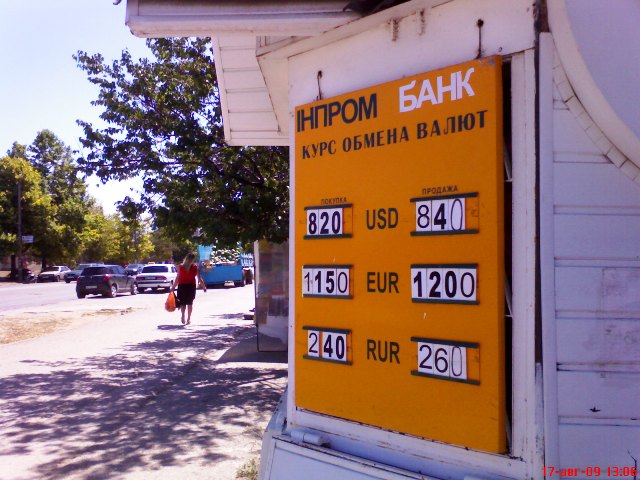 ІНПРОМ БАНК
КУРС ОБМЕНА ВАЛЮТ
ПОКУПКА ПРОДАЖА
820 USD 840
1150 EUR 1200
240 RUR 260
17-авг-09 13:06